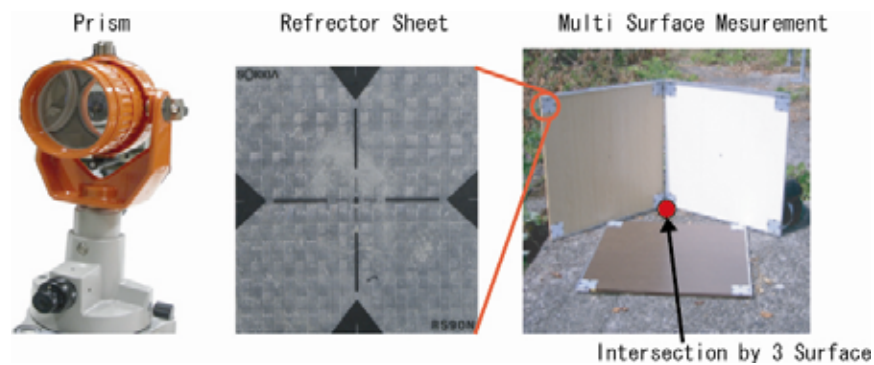 Prism
Refrector Sheet
Multi Surface Mesurement
SOKKIA
RS90N
Intersection by 3 Surface